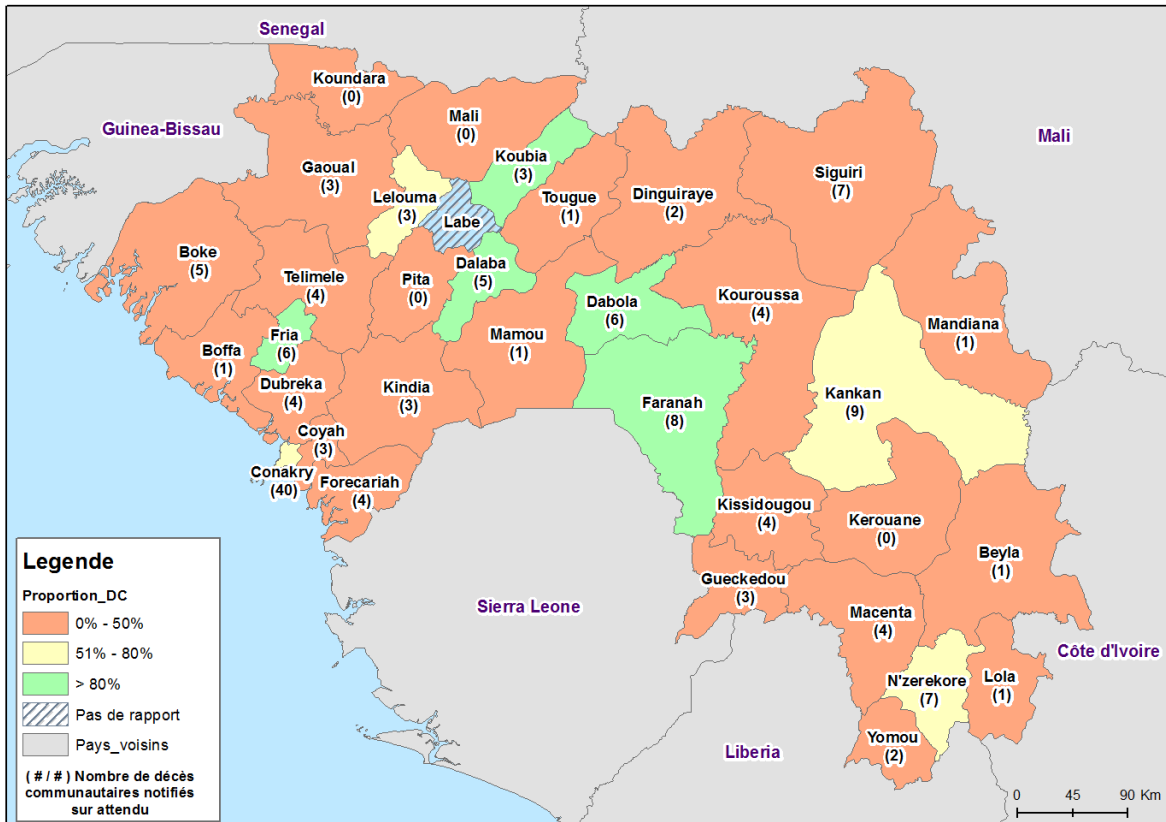 Senegal
Koundara
(0)
Mali
(0)
Guinea-Bissau
Mali
Koubia
(3)
Gaoual
(3)
Siguiri
(7)
Lelouma
(3)
Tougue
(1)
Dinguiraye
(2)
Labe
Boke
(5)
Dalaba
(5)
Telimele
(4)
Pita
(0)
Dabola
(6)
Kouroussa
(4)
Mandiana
(1)
Fria
(6)
Mamou
(1)
Boffa
(1)
Dubreka
(4)
Kindia
(3)
Kankan
(9)
Faranah
(8)
Coyah
(3)
Conakry
(40)
Forecariah
(4)
Kissidougou
(4)
Kerouane
(0)
Beyla
(1)
Gueckedou
(3)
Sierra Leone
Macenta
(4)
Côte d'Ivoire
N'zerekore
(7)
Lola
(1)
Yomou
(2)
Liberia
Legende
Proportion_DC
0% - 50%
51% - 80%
> 80%
Pas de rapport
Pays_voisins
( # / # ) Nombre de décès
communautaires notifiés
sur attendu
0 45 90 Km